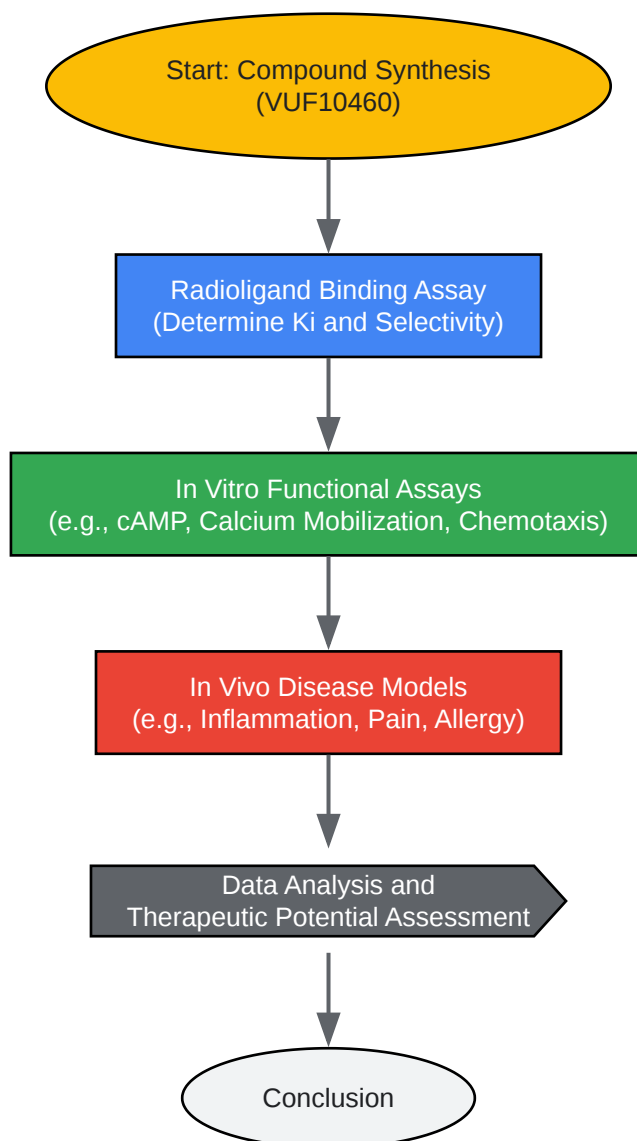 Start: Compound Synthesis
(VUF10460)
Radioligand Binding Assay
(Determine Ki and Selectivity)
In Vitro Functional Assays
(e.g., cAMP, Calcium Mobilization, Chemotaxis)
In Vivo Disease Models
(e.g., Inflammation, Pain, Allergy)
Data Analysis and
Therapeutic Potential Assessment
Conclusion